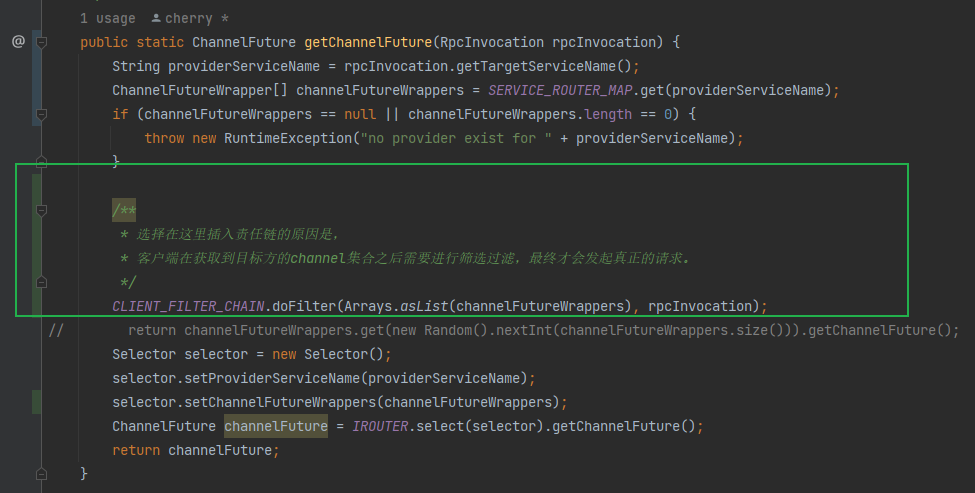 1 usage cherry *
@ public static ChannelFuture getChannelFuture(RpcInvocation rpcInvocation) {
String providerServiceName = rpcInvocation.getTargetServiceName();
ChannelFutureWrapper[] channelFutureWrappers = SERVICE_ROUTER_MAP.get(providerServiceName);
if (channelFutureWrappers == null || channelFutureWrappers.length == 0) {
throw new RuntimeException("no provider exist for " + providerServiceName);
}
/**
* 选择在这里插入责任链的原因是，
* 客户端在获取到目标方的channel集合之后需要进行筛选过滤，最终才会发起真正的请求。
*/
CLIENT_FILTER_CHAIN.doFilter(Arrays.asList(channelFutureWrappers), rpcInvocation);
// return channelFutureWrappers.get(new Random().nextInt(channelFutureWrappers.size())).getChannelFuture();
Selector selector = new Selector();
selector.setProviderServiceName(providerServiceName);
selector.setChannelFutureWrappers(channelFutureWrappers);
ChannelFuture channelFuture = IROUTER.select(selector).getChannelFuture();
return channelFuture;
}